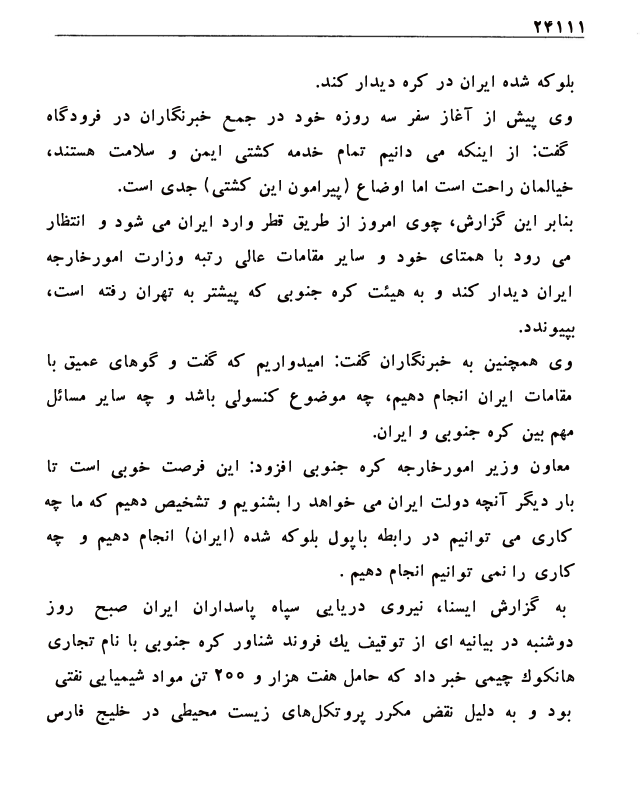 ۲۴۱۱۱
بلوکه شده ایران در کره دیدار کند.
وی پیش از آغاز سفر سه روزه خود در جمع خبرنگاران در فرودگاه
گفت: از اینکه می دانیم تمام خدمه کشتی ایمن و سلامت هستند،
خیالمان راحت است اما اوضاع (پیرامون این کشتی) جدی است.
بنابر این گزارش، چوی امروز از طریق قطر وارد ایران می شود و انتظار
می رود با همتای خود و سایر مقامات عالی رتبه وزارت امورخارجه
ایران دیدار کند و به هیئت کره جنوبی که پیشتر به تهران رفته است،
بپیوندد.
وی همچنین به خبرنگاران گفت: امیدواریم که گفت و گوهای عمیق با
مقامات ایران انجام دهیم، چه موضوع کنسولی باشد و چه سایر مسائل
مهم بین کره جنوبی و ایران.
معاون وزیر امورخارجه کره جنوبی افزود: این فرصت خوبی است تا
بار دیگر آنچه دولت ایران می خواهد را بشنویم و تشخیص دهیم که ما چه
کاری می توانیم در رابطه باپول بلوکه شده (ایران) انجام دهیم و چه
کاری را نمی توانیم انجام دهیم .
به گزارش ایسنا، نیروی دریایی سپاه پاسداران ایران صبح روز
دوشنبه در بیانیه ای از توقیف یك فروند شناور کره جنوبی با نام تجاری
هانکوك چیمی خبر داد که حامل هفت هزار و ۲۰۰ تن مواد شیمیایی نفتی
بود و به دلیل نقض مکرر پروتکل‌های زیست محیطی در خلیج فارس